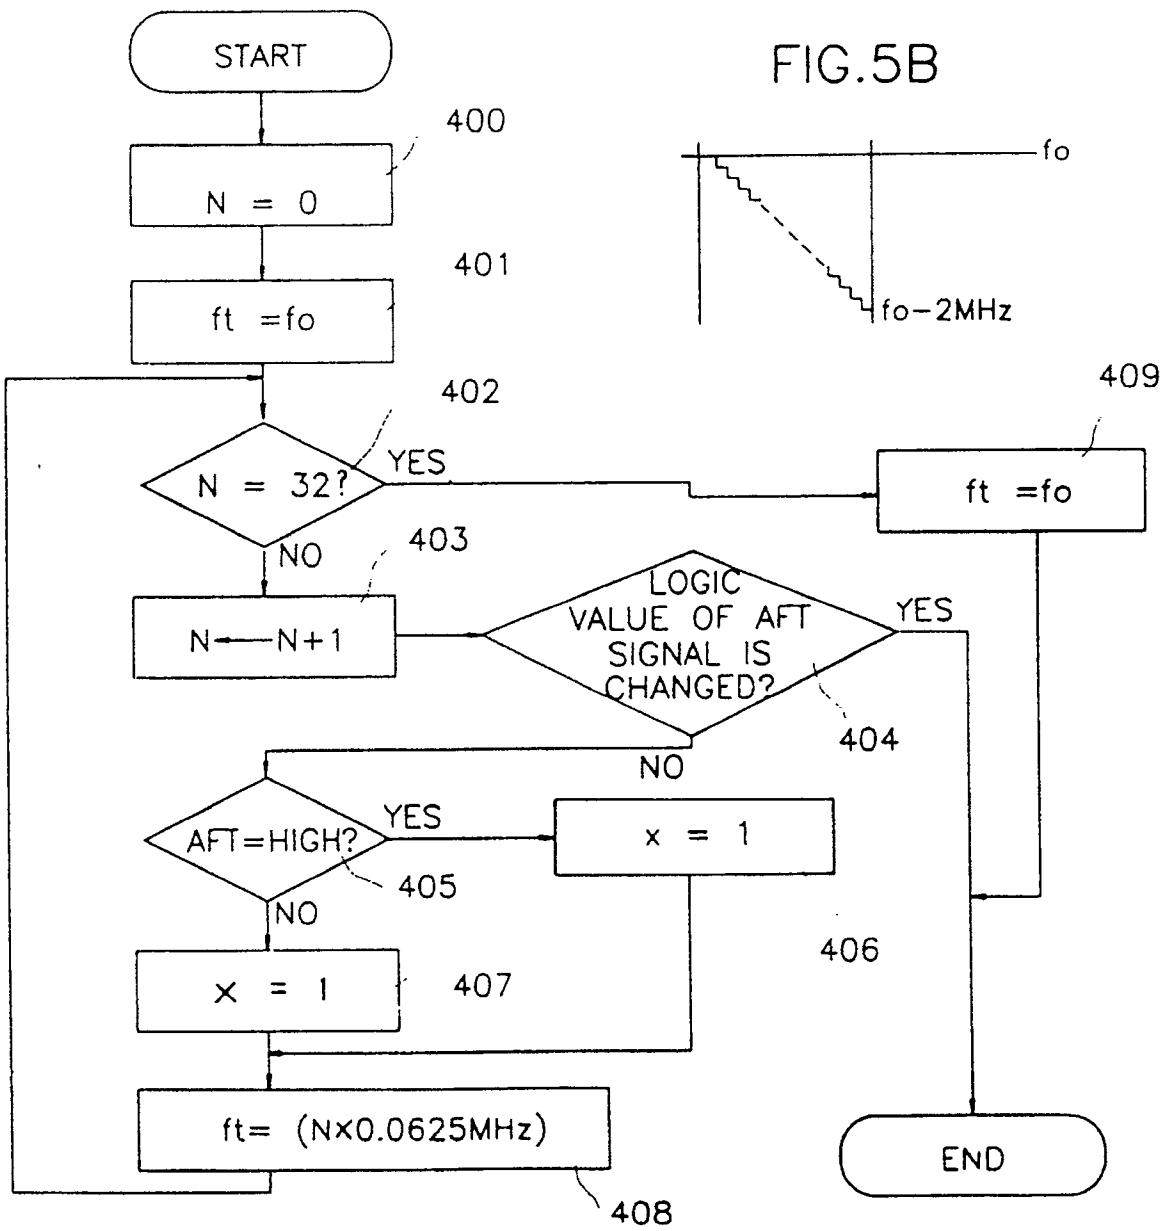 START
FIG.5B
400
N = 0
fo
401
ft =fo
fo-2MHz
409
402
N = 32?
YES
ft =fo
NO
403
N←N+1
LOGIC
VALUE OF AFT
SIGNAL IS
CHANGED?
YES
404
NO
AFT=HIGH?
YES
x = 1
405
NO
406
x = 1
407
ft= (N×0.0625MHz)
END
408